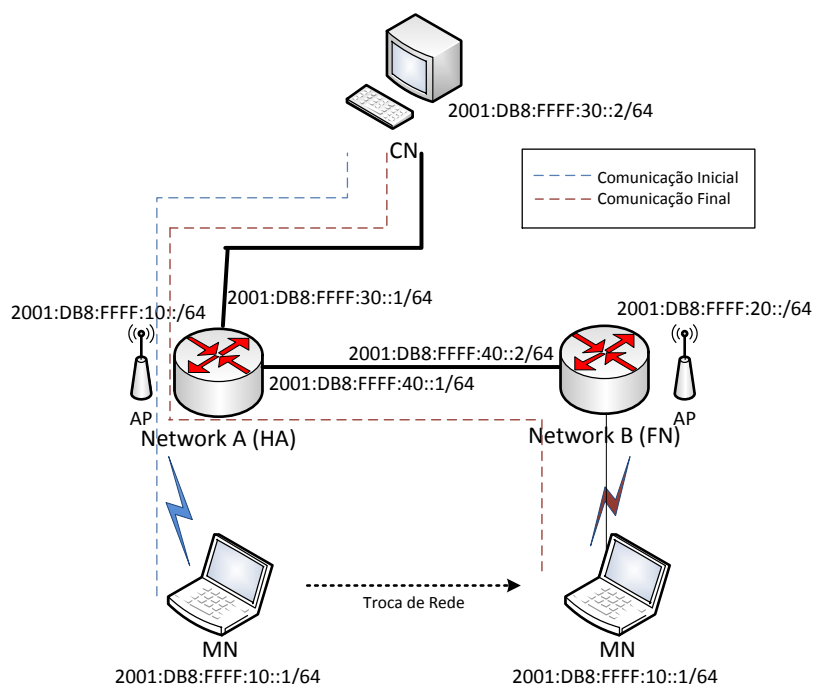 2001:DB8:FFFF:30::2/64
CN
Comunicação Inicial
Comunicação Final
2001:DB8:FFFF:30::1/64
2001:DB8:FFFF:10::/64
2001:DB8:FFFF:20::/64
2001:DB8:FFFF:40::2/64
2001:DB8:FFFF:40::1/64
AP
AP
Network A (HA)
Network B (FN)
Troca de Rede
MN
2001:DB8:FFFF:10::1/64
MN
2001:DB8:FFFF:10::1/64